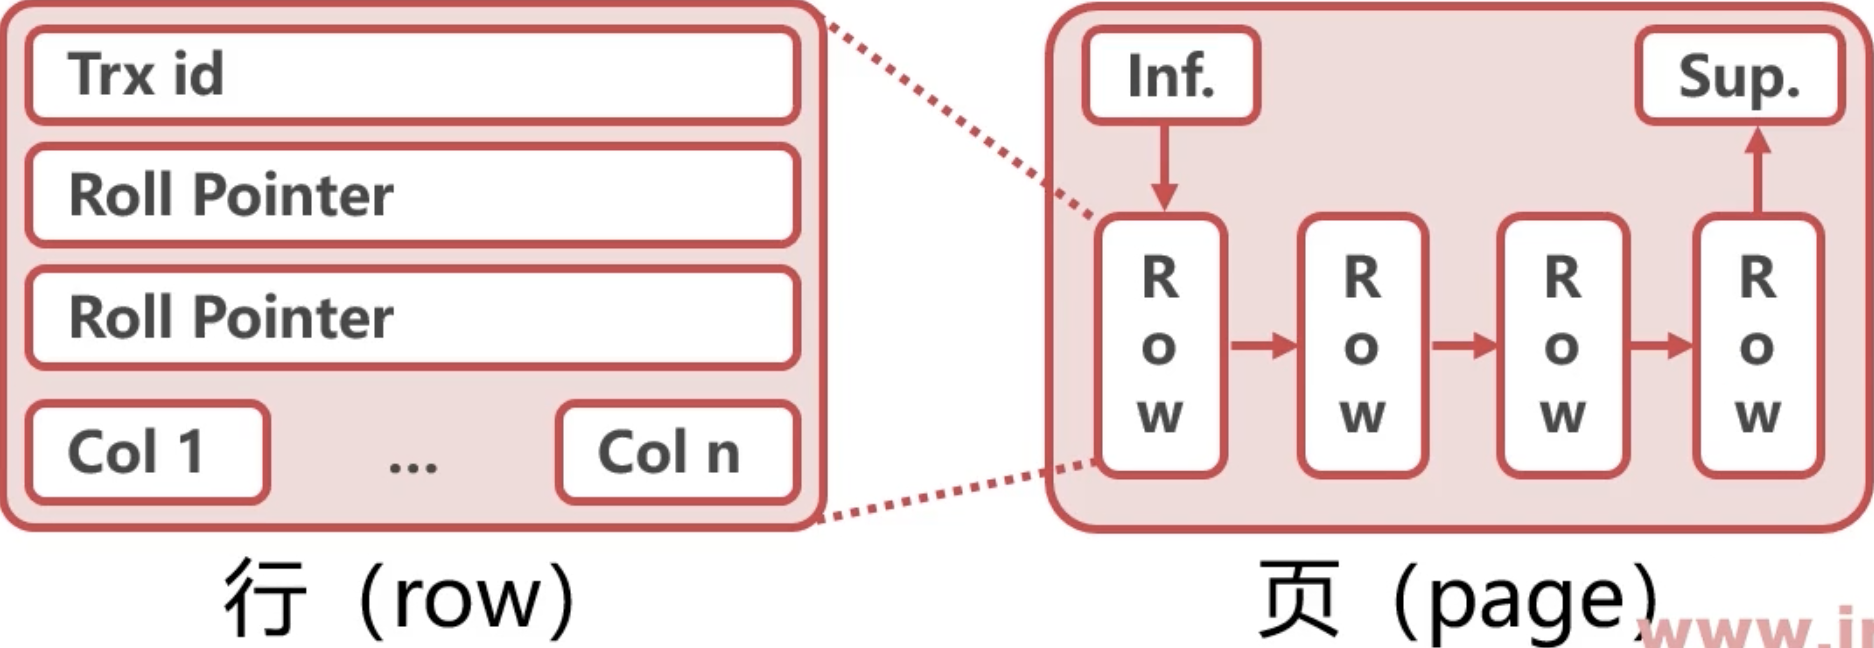 Trx id
Roll Pointer
Roll Pointer
Col 1 ... Col n
行（row）
Inf.
Sup.
Row
Row
Row
Row
页（page）